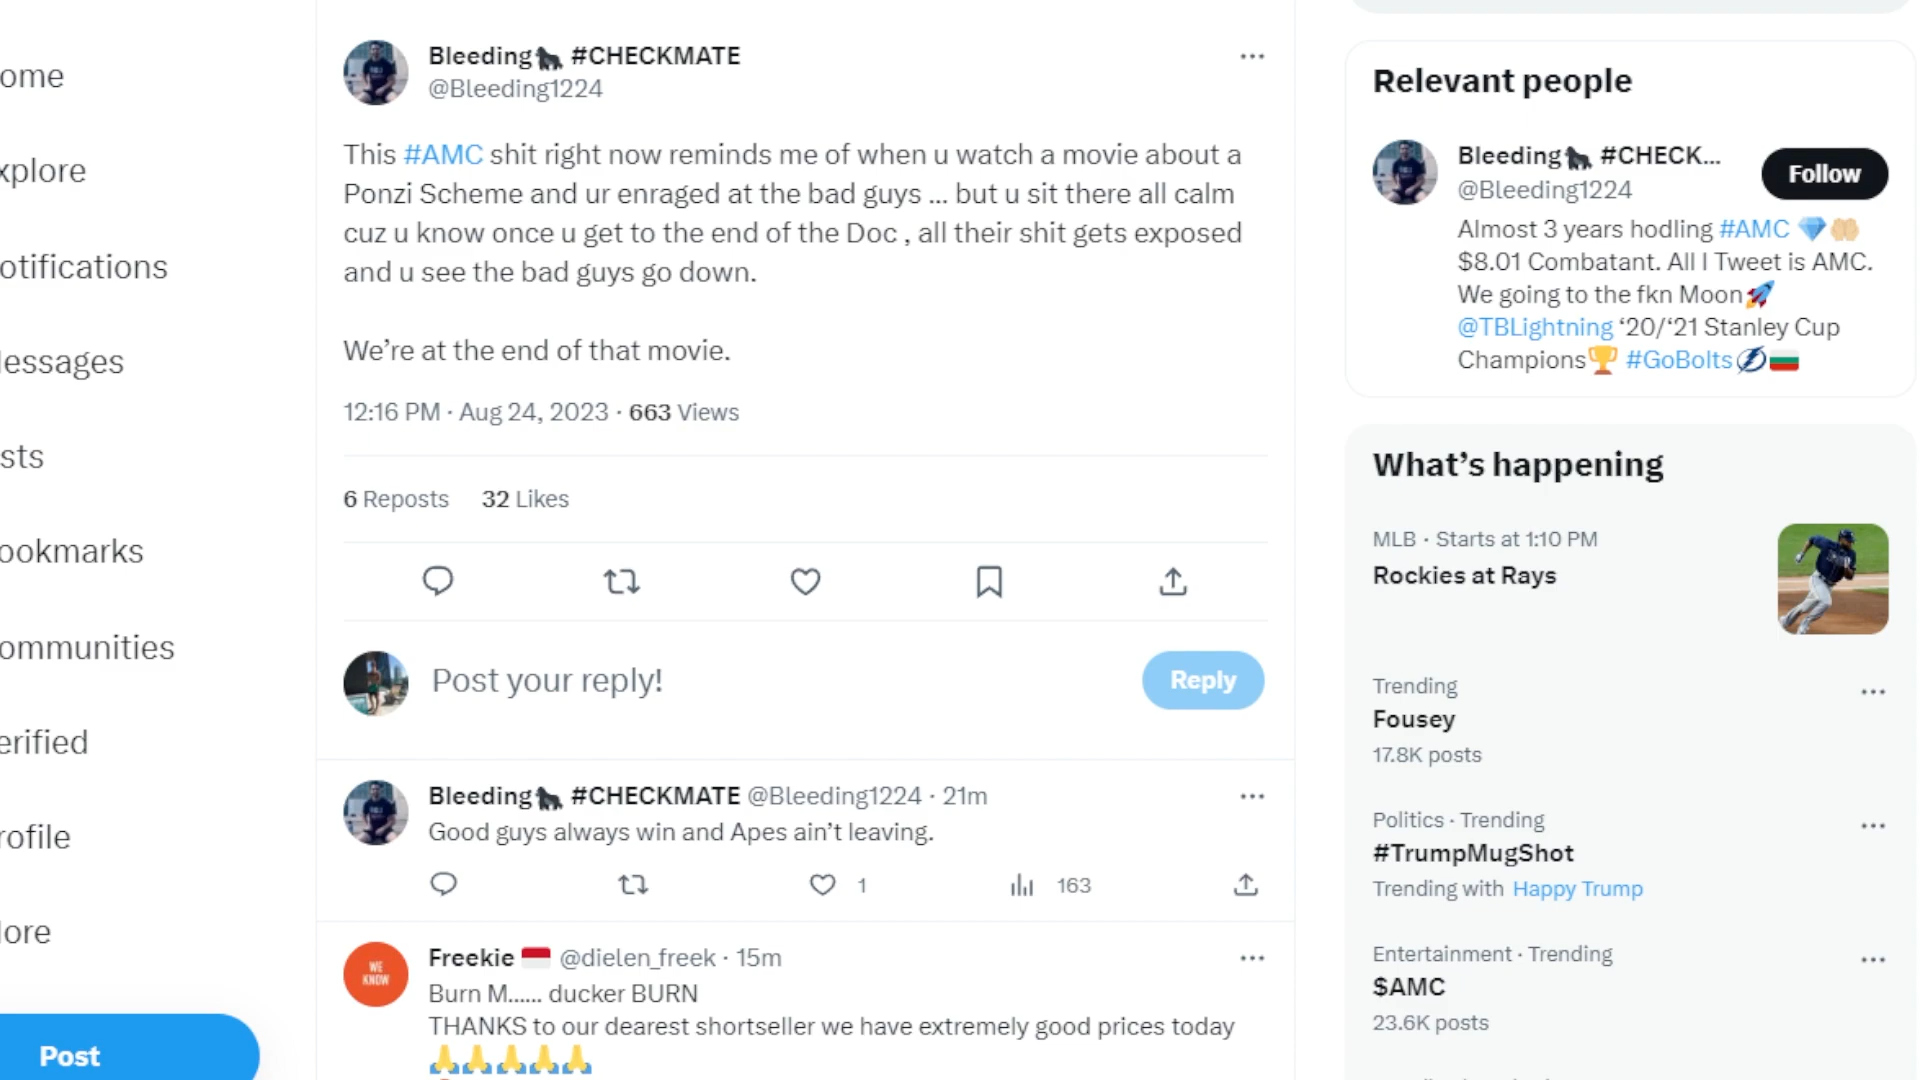 ome
xplore
otifications
essages
sts
ookmarks
ommunities
erified
rofile
ore
Post
Bleeding🦍 #CHECKMATE
@Bleeding1224
This #AMC shit right now reminds me of when u watch a movie about a
Ponzi Scheme and ur enraged at the bad guys ... but u sit there all calm
cuz u know once u get to the end of the Doc , all their shit gets exposed
and u see the bad guys go down.
We’re at the end of that movie.
12:16 PM · Aug 24, 2023 · 663 Views
6 Reposts 32 Likes
Post your reply!
Reply
Bleeding🦍 #CHECKMATE @Bleeding1224 · 21m
Good guys always win and Apes ain’t leaving.
1 163
WE
KNOW
Freekie 🇮🇩 @dielen_freek · 15m
Burn M...... ducker BURN
THANKS to our dearest shortseller we have extremely good prices today
🙏🙏🙏🙏🙏
Relevant people
Bleeding🦍 #CHECK...
@Bleeding1224
Follow
Almost 3 years hodling #AMC 💎🤲🏼
$8.01 Combatant. All I Tweet is AMC.
We going to the fkn Moon🚀
@TBLightning ‘20/‘21 Stanley Cup
Champions🏆 #GoBolts⚡🇧🇬
What’s happening
MLB · Starts at 1:10 PM
Rockies at Rays
Trending
Fousey
17.8K posts
Politics · Trending
#TrumpMugShot
Trending with Happy Trump
Entertainment · Trending
$AMC
23.6K posts